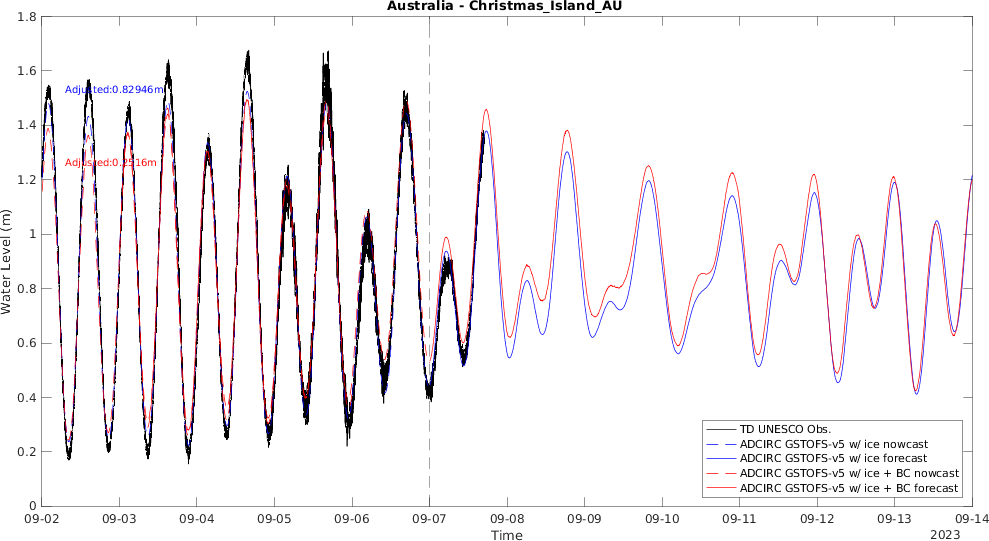 Australia - Christmas_Island_AU
1.8
1.6
1.4
1.2
1
0.8
0.6
0.4
0.2
0
Water Level (m)
Adjusted:0.82946m
Adjusted:0.2516m
TD UNESCO Obs.
ADCIRC GSTOFS-v5 w/ ice nowcast
ADCIRC GSTOFS-v5 w/ ice forecast
ADCIRC GSTOFS-v5 w/ ice + BC nowcast
ADCIRC GSTOFS-v5 w/ ice + BC forecast
09-02 09-03 09-04 09-05 09-06 09-07 09-08 09-09 09-10 09-11 09-12 09-13 09-14
Time
2023